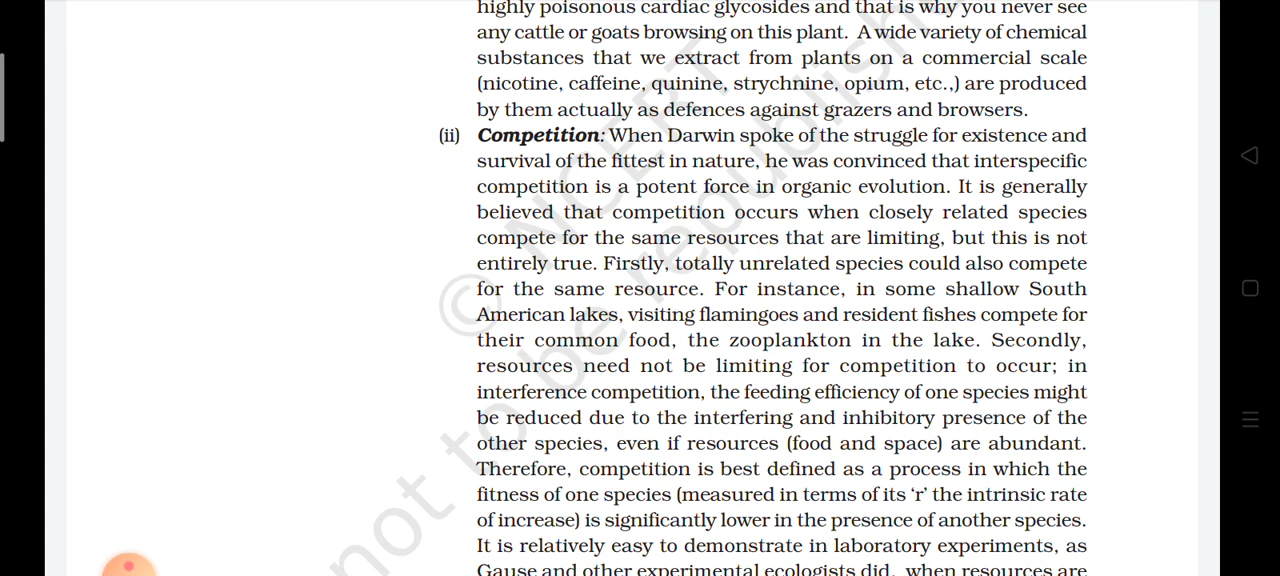 highly poisonous cardiac glycosides and that is why you never see
any cattle or goats browsing on this plant. A wide variety of chemical
substances that we extract from plants on a commercial scale
(nicotine, caffeine, quinine, strychnine, opium, etc.,) are produced
by them actually as defences against grazers and browsers.
(ii) Competition: When Darwin spoke of the struggle for existence and
survival of the fittest in nature, he was convinced that interspecific
competition is a potent force in organic evolution. It is generally
believed that competition occurs when closely related species
compete for the same resources that are limiting, but this is not
entirely true. Firstly, totally unrelated species could also compete
for the same resource. For instance, in some shallow South
American lakes, visiting flamingoes and resident fishes compete for
their common food, the zooplankton in the lake. Secondly,
resources need not be limiting for competition to occur; in
interference competition, the feeding efficiency of one species might
be reduced due to the interfering and inhibitory presence of the
other species, even if resources (food and space) are abundant.
Therefore, competition is best defined as a process in which the
fitness of one species (measured in terms of its ‘r’ the intrinsic rate
of increase) is significantly lower in the presence of another species.
It is relatively easy to demonstrate in laboratory experiments, as
Gause and other experimental ecologists did, when resources are
© NCERT
not to be republish